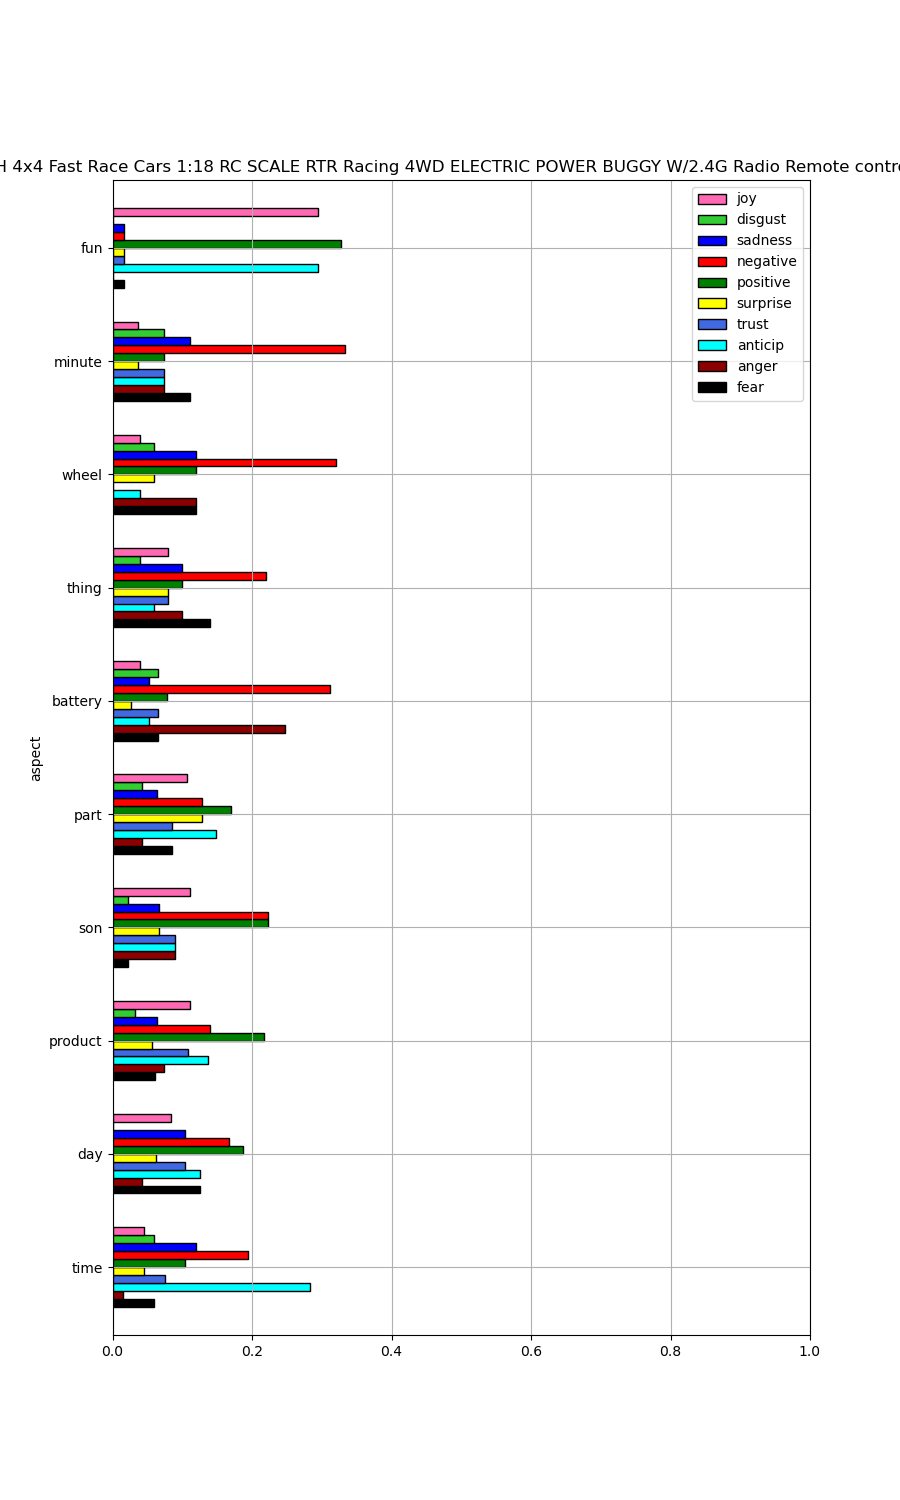 4x4 Fast Race Cars 1:18 RC SCALE RTR Racing 4WD ELECTRIC POWER BUGGY W/2.4G Radio Remote
joy
disgust
sadness
negative
positive
surprise
trust
anticip
anger
fear
fun
minute
wheel
thing
battery
part
son
product
day
time
aspect
0.0 0.2 0.4 0.6 0.8 1.0